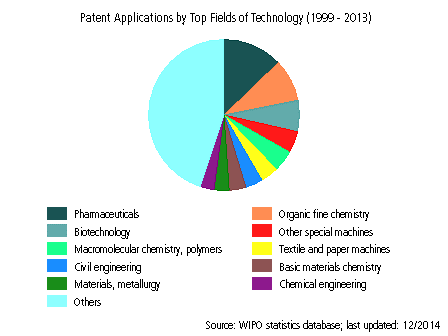 Patent Applications by Top Fields of Technology (1999 - 2013)
Pharmaceuticals
Organic fine chemistry
Biotechnology
Other special machines
Macromolecular chemistry, polymers
Textile and paper machines
Civil engineering
Basic materials chemistry
Materials, metallurgy
Chemical engineering
Others
Source: WIPO statistics database; last updated: 12/2014